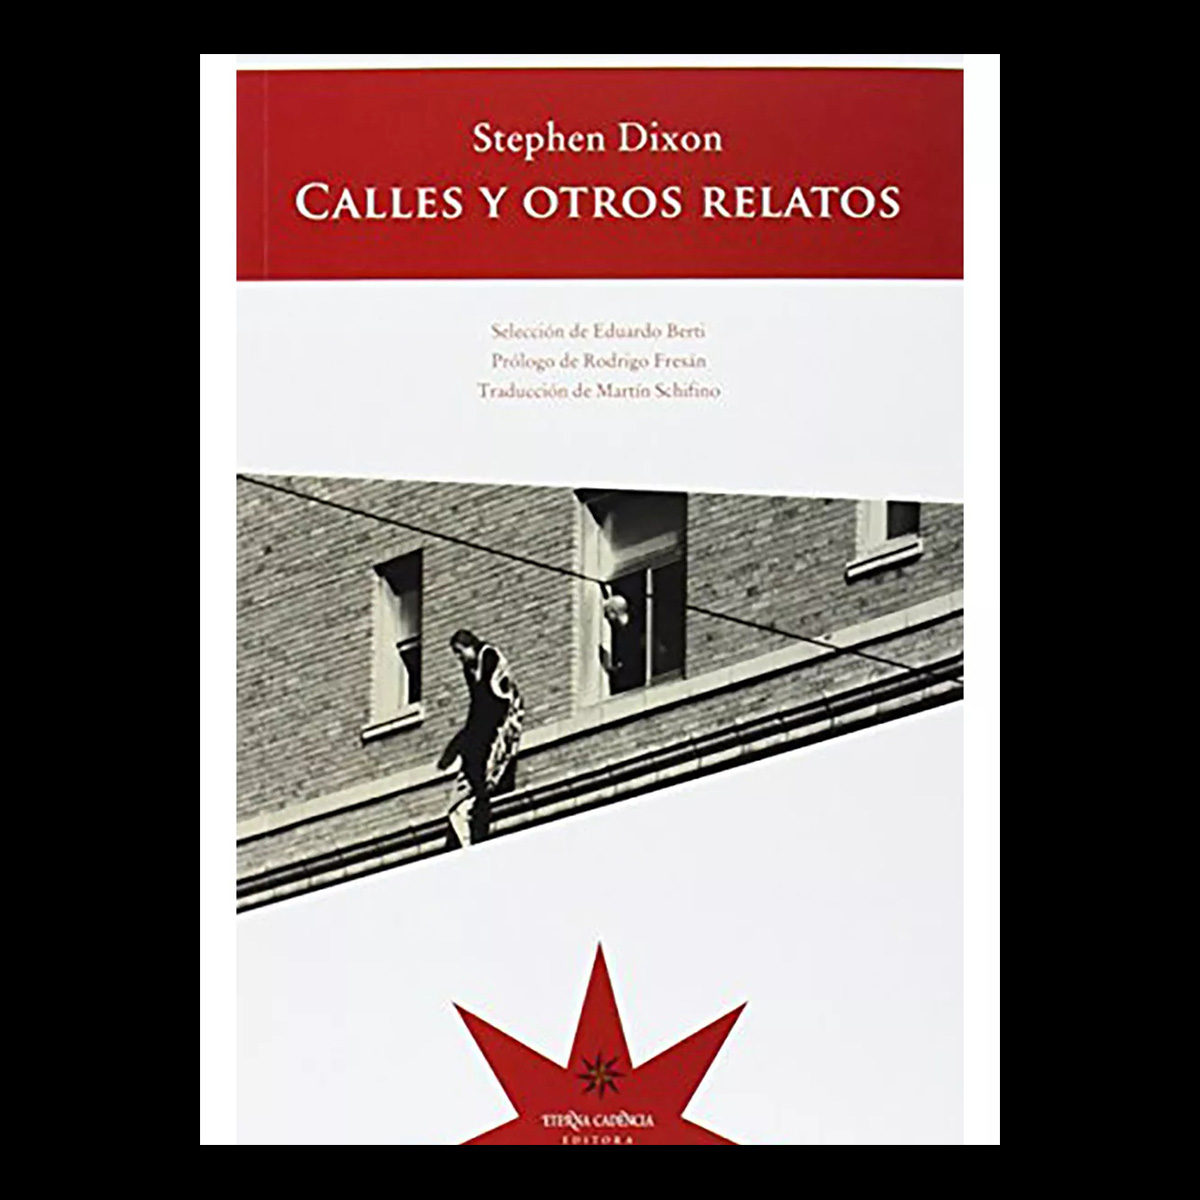 Stephen Dixon
CALLES Y OTROS RELATOS
Selección de Eduardo Berti
Prólogo de Rodrigo Fresán
Traducción de Martín Schifino
ETERNA CADENCIA
EDITORA